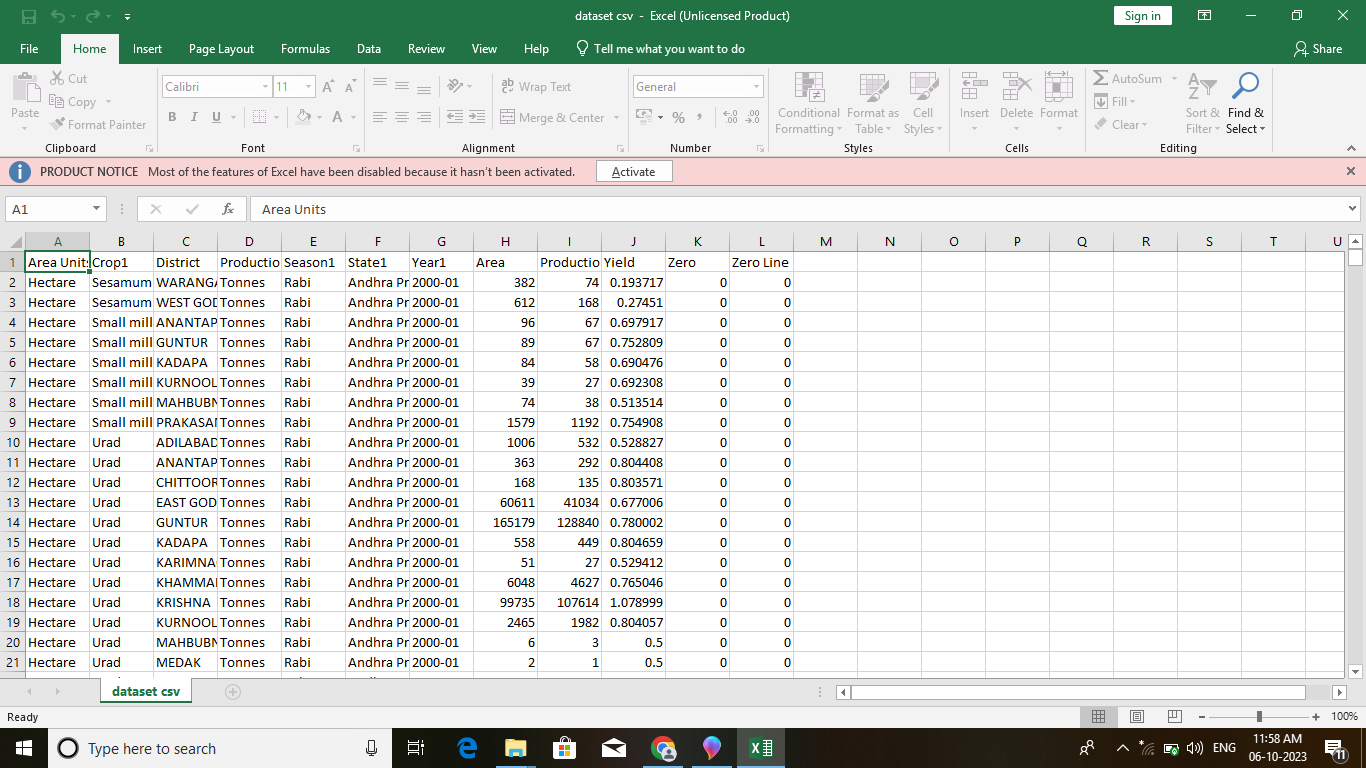 dataset csv - Excel (Unlicensed Product)
Sign in
File Home Insert Page Layout Formulas Data Review View Help Tell me what you want to do Share
Paste Cut Copy Format Painter Clipboard
Calibri 11 A A B I U A Font
ab Wrap Text Merge & Center Alignment
General % , Number
Conditional Formatting Format as Table Cell Styles Styles
Insert Delete Format Cells
AutoSum Fill Clear Sort & Filter Find & Select Editing
PRODUCT NOTICE Most of the features of Excel have been disabled because it hasn't been activated. Activate
A1 fx Area Units
A B C D E F G H I J K L M N O P Q R S T U
1 Area Units Crop1 District Productio Season1 State1 Year1 Area Productio Yield Zero Zero Line
2 Hectare Sesamum WARANGA Tonnes Rabi Andhra Pr 2000-01 382 74 0.193717 0 0
3 Hectare Sesamum WEST GOD Tonnes Rabi Andhra Pr 2000-01 612 168 0.27451 0 0
4 Hectare Small mill ANANTAP Tonnes Rabi Andhra Pr 2000-01 96 67 0.697917 0 0
5 Hectare Small mill GUNTUR Tonnes Rabi Andhra Pr 2000-01 89 67 0.752809 0 0
6 Hectare Small mill KADAPA Tonnes Rabi Andhra Pr 2000-01 84 58 0.690476 0 0
7 Hectare Small mill KURNOOL Tonnes Rabi Andhra Pr 2000-01 39 27 0.692308 0 0
8 Hectare Small mill MAHBUBN Tonnes Rabi Andhra Pr 2000-01 74 38 0.513514 0 0
9 Hectare Small mill PRAKASAM Tonnes Rabi Andhra Pr 2000-01 1579 1192 0.754908 0 0
10 Hectare Urad ADILABAD Tonnes Rabi Andhra Pr 2000-01 1006 532 0.528827 0 0
11 Hectare Urad ANANTAP Tonnes Rabi Andhra Pr 2000-01 363 292 0.804408 0 0
12 Hectare Urad CHITTOOR Tonnes Rabi Andhra Pr 2000-01 168 135 0.803571 0 0
13 Hectare Urad EAST GOD Tonnes Rabi Andhra Pr 2000-01 60611 41034 0.677006 0 0
14 Hectare Urad GUNTUR Tonnes Rabi Andhra Pr 2000-01 165179 128840 0.780002 0 0
15 Hectare Urad KADAPA Tonnes Rabi Andhra Pr 2000-01 558 449 0.804659 0 0
16 Hectare Urad KARIMNA Tonnes Rabi Andhra Pr 2000-01 51 27 0.529412 0 0
17 Hectare Urad KHAMMA Tonnes Rabi Andhra Pr 2000-01 6048 4627 0.765046 0 0
18 Hectare Urad KRISHNA Tonnes Rabi Andhra Pr 2000-01 99735 107614 1.078999 0 0
19 Hectare Urad KURNOOL Tonnes Rabi Andhra Pr 2000-01 2465 1982 0.804057 0 0
20 Hectare Urad MAHBUBN Tonnes Rabi Andhra Pr 2000-01 6 3 0.5 0 0
21 Hectare Urad MEDAK Tonnes Rabi Andhra Pr 2000-01 2 1 0.5 0 0
dataset csv
Ready 100%
Type here to search ENG 11:58 AM
06-10-2023 11